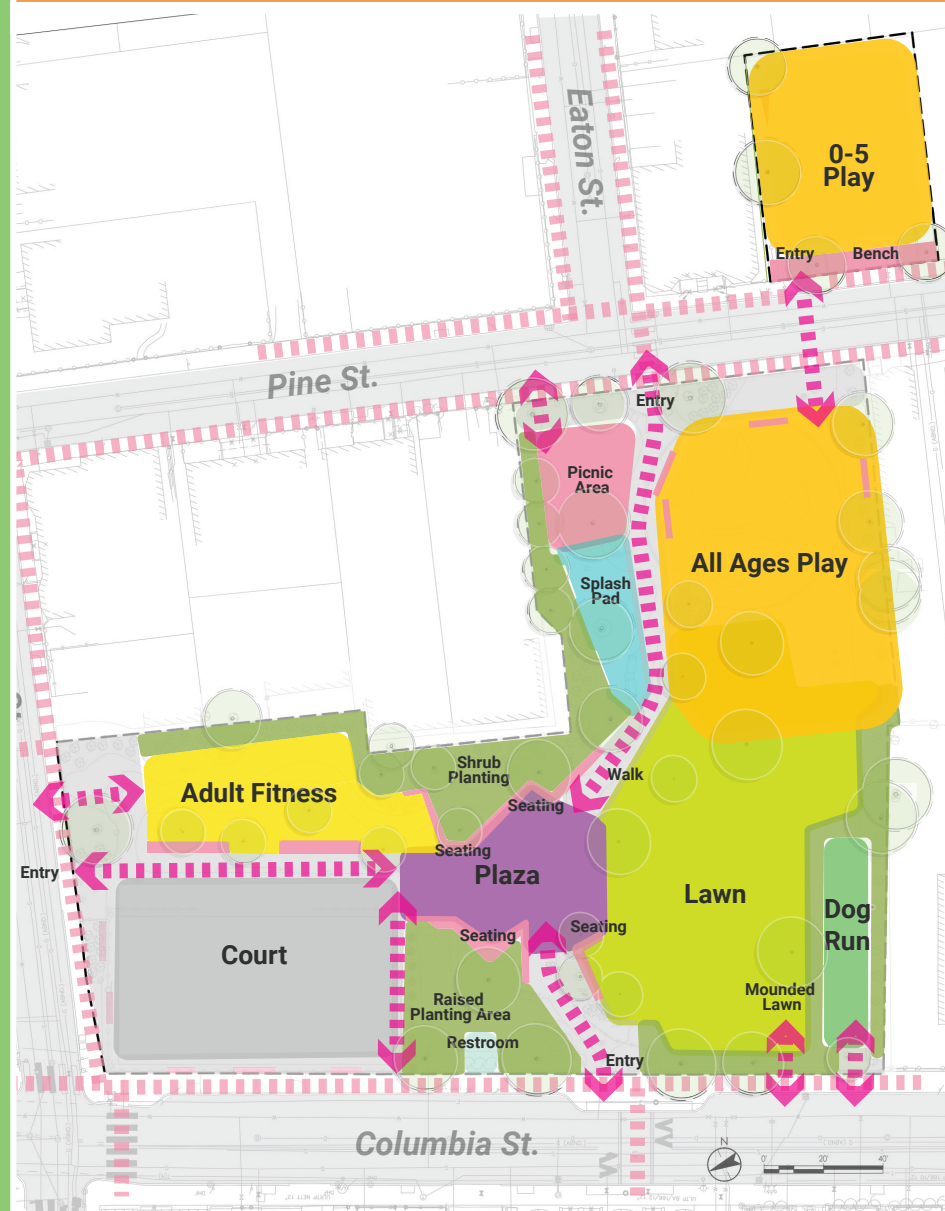 Eaton St.
0-5
Play
Entry
Bench
Pine St.
Entry
Picnic
Area
Splash
Pad
All Ages Play
Shrub
Planting
Walk
Adult Fitness
Seating
Seating
Entry
Plaza
Lawn
Dog
Run
Court
Seating
Seating
Mounded
Lawn
Raised
Planting Area
Restroom
Entry
Columbia St.
N
0'
20'
40'